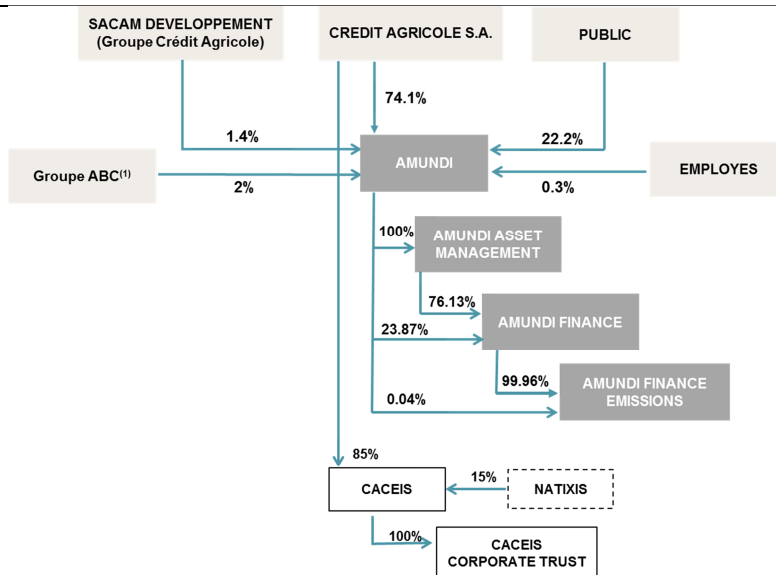 SACAM DEVELOPPEMENT
(Groupe Crédit Agricole)
CREDIT AGRICOLE S.A.
PUBLIC
74.1%
1.4%
22.2%
Groupe ABC(1)
2%
AMUNDI
0.3%
EMPLOYES
100%
AMUNDI ASSET
MANAGEMENT
76.13%
23.87%
AMUNDI FINANCE
99.96%
0.04%
AMUNDI FINANCE
EMISSIONS
85%
CACEIS
15%
NATIXIS
100%
CACEIS
CORPORATE TRUST